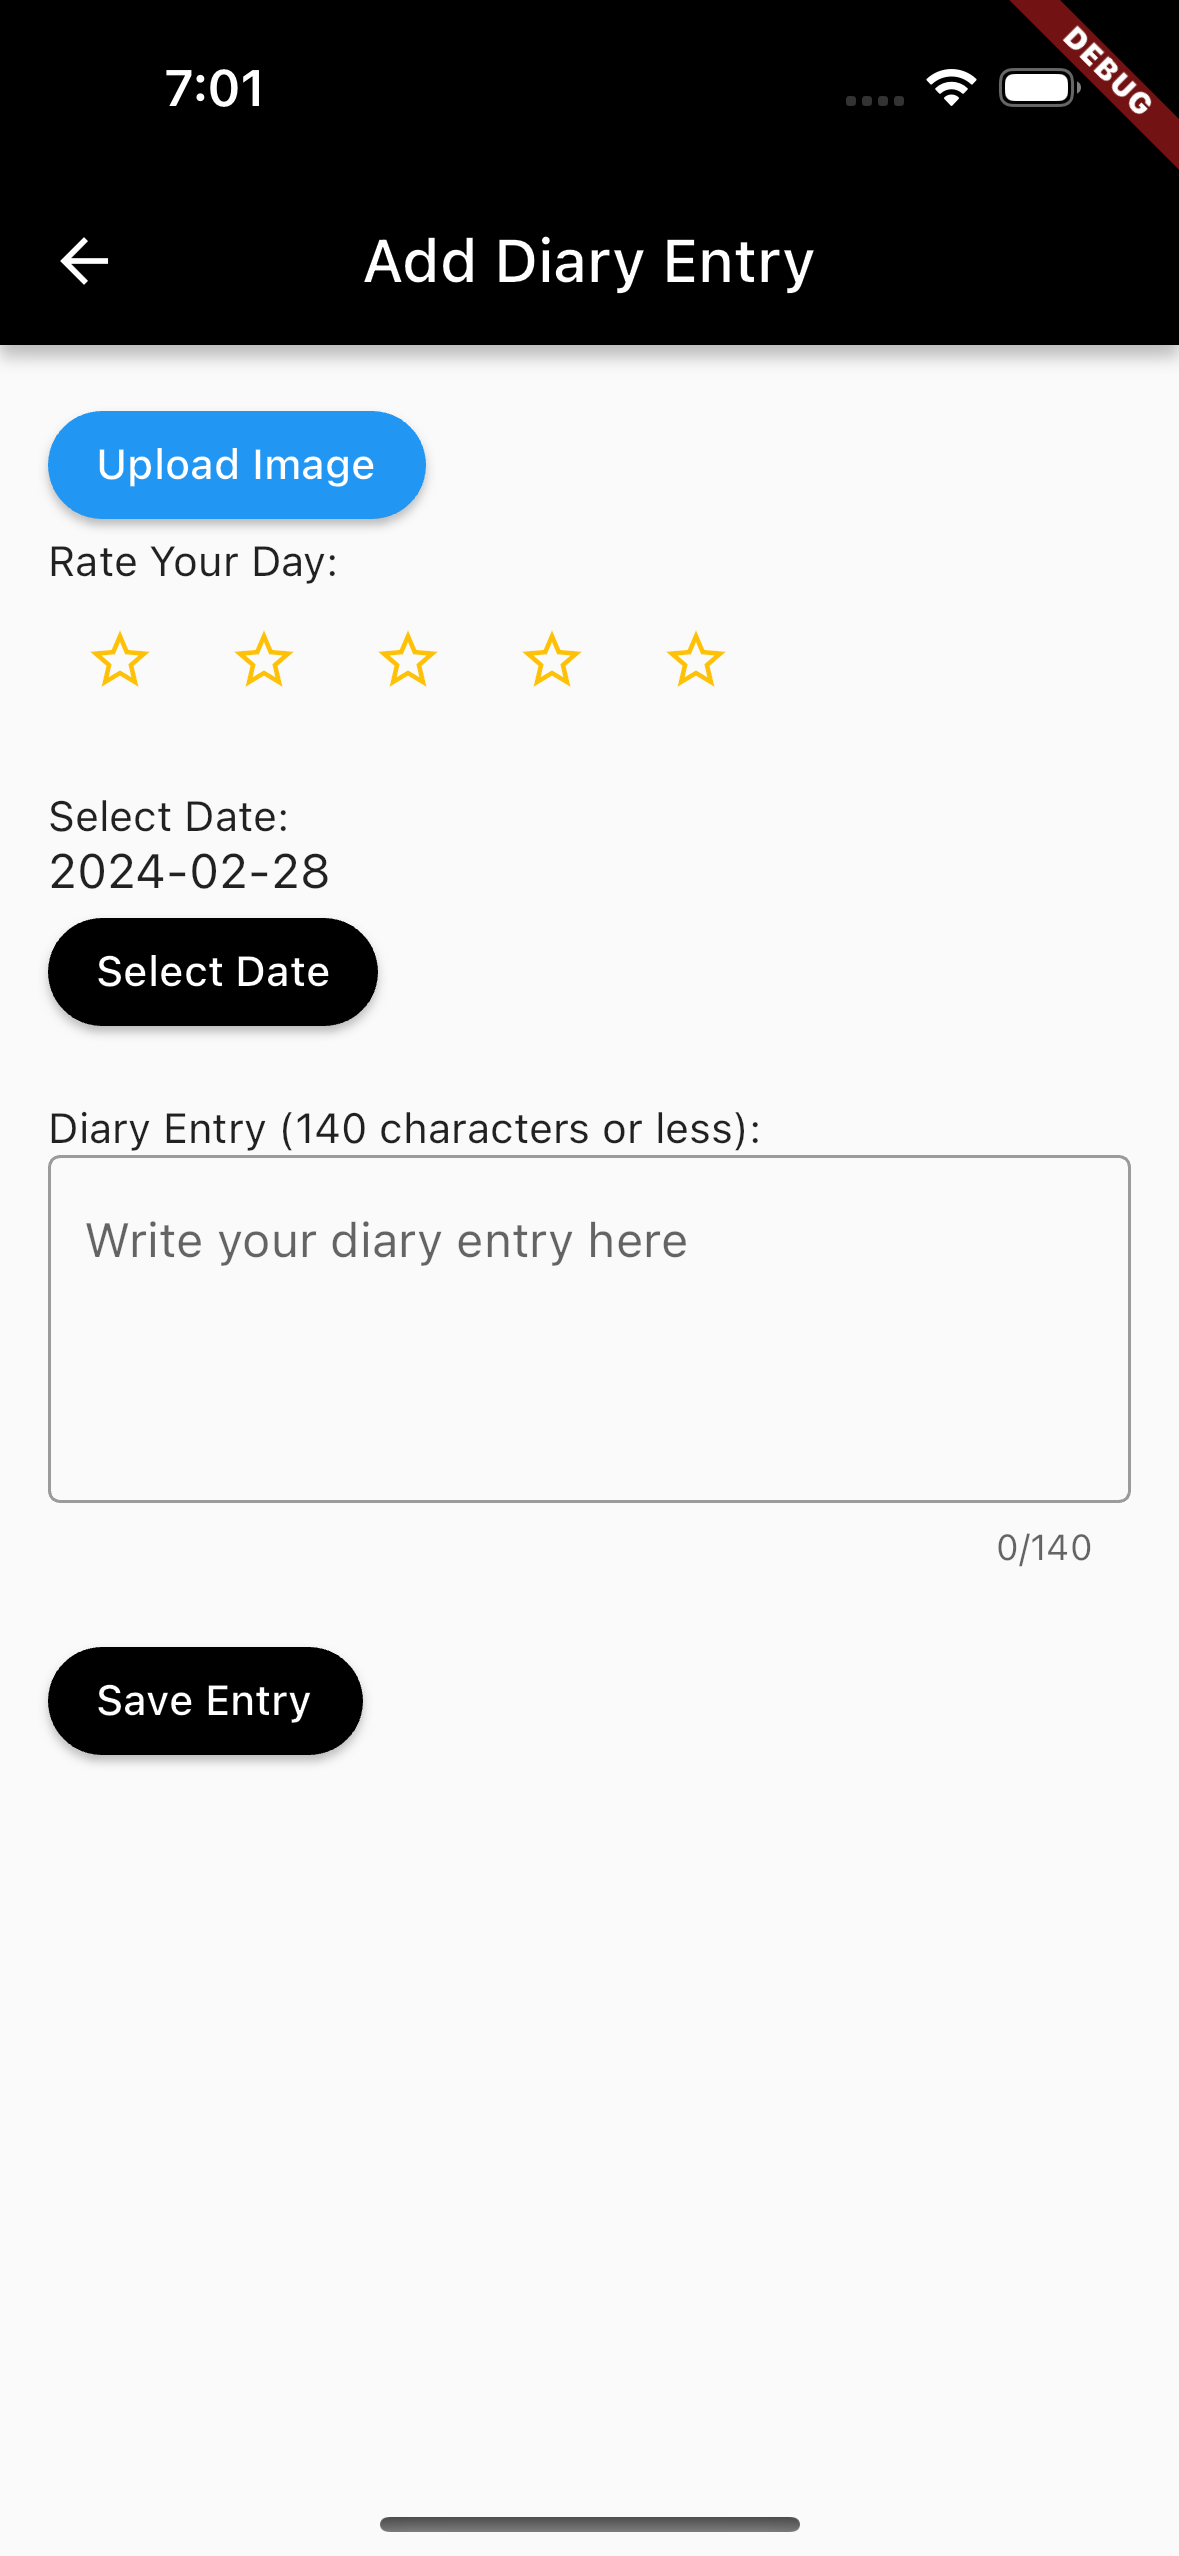 7:01
DEBUG
Add Diary Entry
Upload Image
Rate Your Day:
Select Date:
2024-02-28
Select Date
Diary Entry (140 characters or less):
Write your diary entry here
0/140
Save Entry